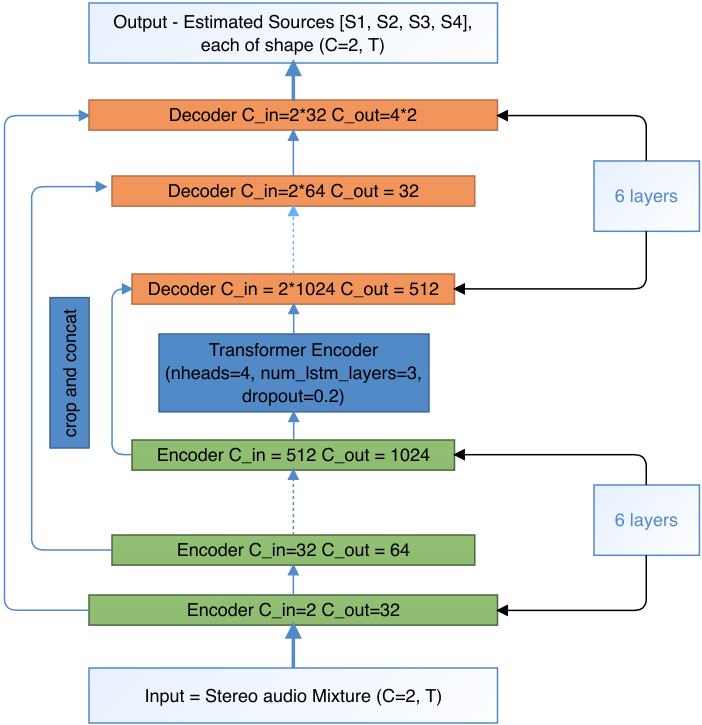 Output - Estimated Sources [S1, S2, S3, S4],
each of shape (C=2, T)
Decoder C_in=2*32 C_out=4*2
Decoder C_in=2*64 C_out = 32
6 layers
Decoder C_in = 2*1024 C_out = 512
crop and concat
Transformer Encoder
(nheads=4, num_lstm_layers=3,
dropout=0.2)
Encoder C_in = 512 C_out = 1024
6 layers
Encoder C_in=32 C_out = 64
Encoder C_in=2 C_out=32
Input = Stereo audio Mixture (C=2, T)